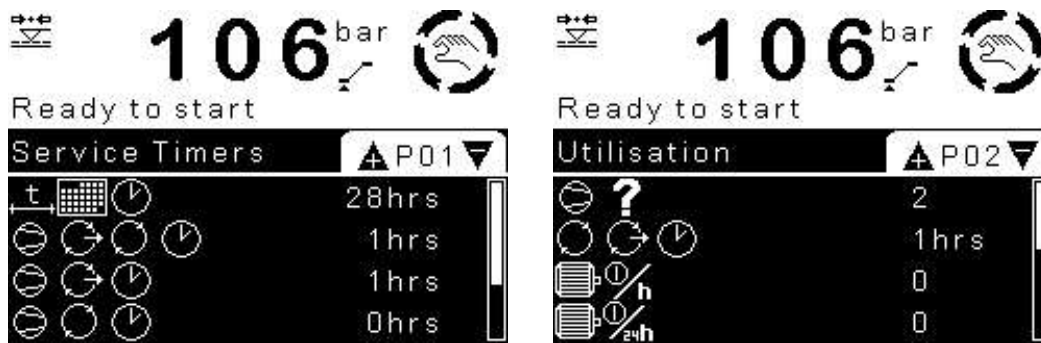 106 bar
Ready to start
Service Timers P01
t 28hrs
1hrs
1hrs
0hrs
106 bar
Ready to start
Utilisation P02
? 2
1hrs
/h 0
/24h 0